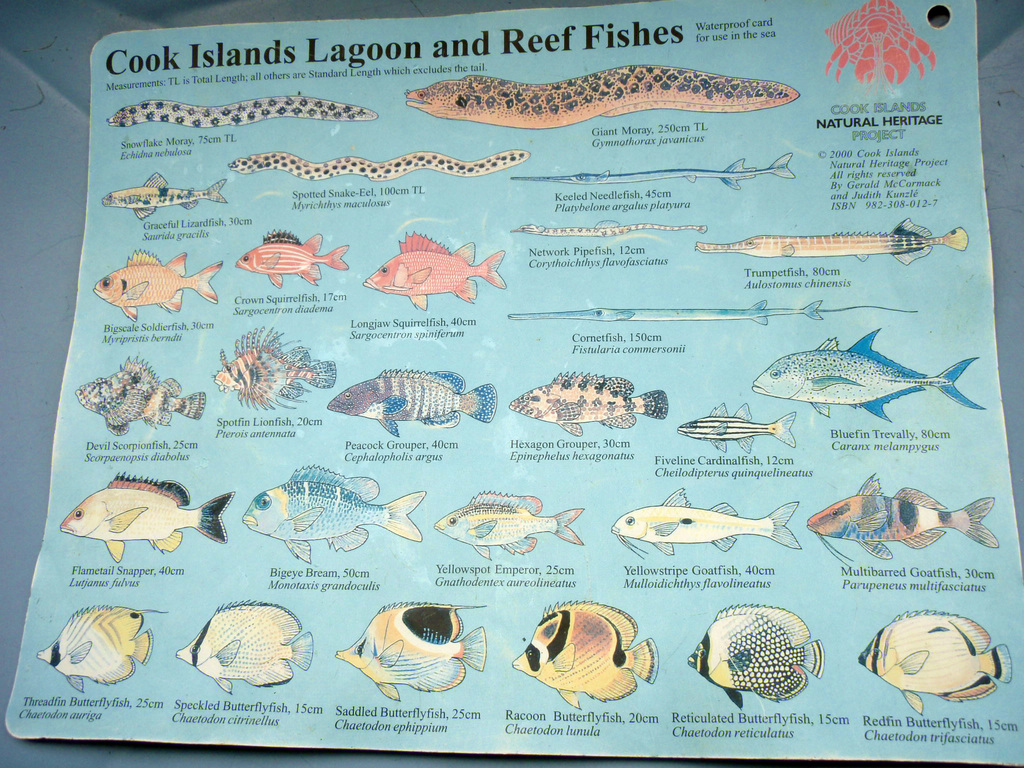 Cook Islands Lagoon and Reef Fishes
Waterproof card
for use in the sea
Measurements: TL is Total Length; all others are Standard Length which excludes the tail.
COOK ISLANDS
NATURAL HERITAGE
PROJECT
© 2000 Cook Islands
Natural Heritage Project
All rights reserved
By Gerald McCormack
and Judith Kunzlé
ISBN 982-308-012-7
Snowflake Moray, 75cm TL
Echidna nebulosa
Giant Moray, 250cm TL
Gymnothorax javanicus
Spotted Snake-Eel, 100cm TL
Myrichthys maculosus
Keeled Needlefish, 45cm
Platybelone argalus platyura
Graceful Lizardfish, 30cm
Saurida gracilis
Network Pipefish, 12cm
Corythoichthys flavofasciatus
Trumpetfish, 80cm
Aulostomus chinensis
Bigscale Soldierfish, 30cm
Myripristis berndti
Crown Squirrelfish, 17cm
Sargocentron diadema
Longjaw Squirrelfish, 40cm
Sargocentron spiniferum
Cornetfish, 150cm
Fistularia commersonii
Devil Scorpionfish, 25cm
Scorpaenopsis diabolus
Spotfin Lionfish, 20cm
Pterois antennata
Peacock Grouper, 40cm
Cephalopholis argus
Hexagon Grouper, 30cm
Epinephelus hexagonatus
Fiveline Cardinalfish, 12cm
Cheilodipterus quinquelineatus
Bluefin Trevally, 80cm
Caranx melampygus
Flametail Snapper, 40cm
Lutjanus fulvus
Bigeye Bream, 50cm
Monotaxis grandoculis
Yellowspot Emperor, 25cm
Gnathodentex aureolineatus
Yellowstripe Goatfish, 40cm
Mulloidichthys flavolineatus
Multibarred Goatfish, 30cm
Parupeneus multifasciatus
Threadfin Butterflyfish, 25cm
Chaetodon auriga
Speckled Butterflyfish, 15cm
Chaetodon citrinellus
Saddled Butterflyfish, 25cm
Chaetodon ephippium
Racoon Butterflyfish, 20cm
Chaetodon lunula
Reticulated Butterflyfish, 15cm
Chaetodon reticulatus
Redfin Butterflyfish, 15cm
Chaetodon trifasciatus